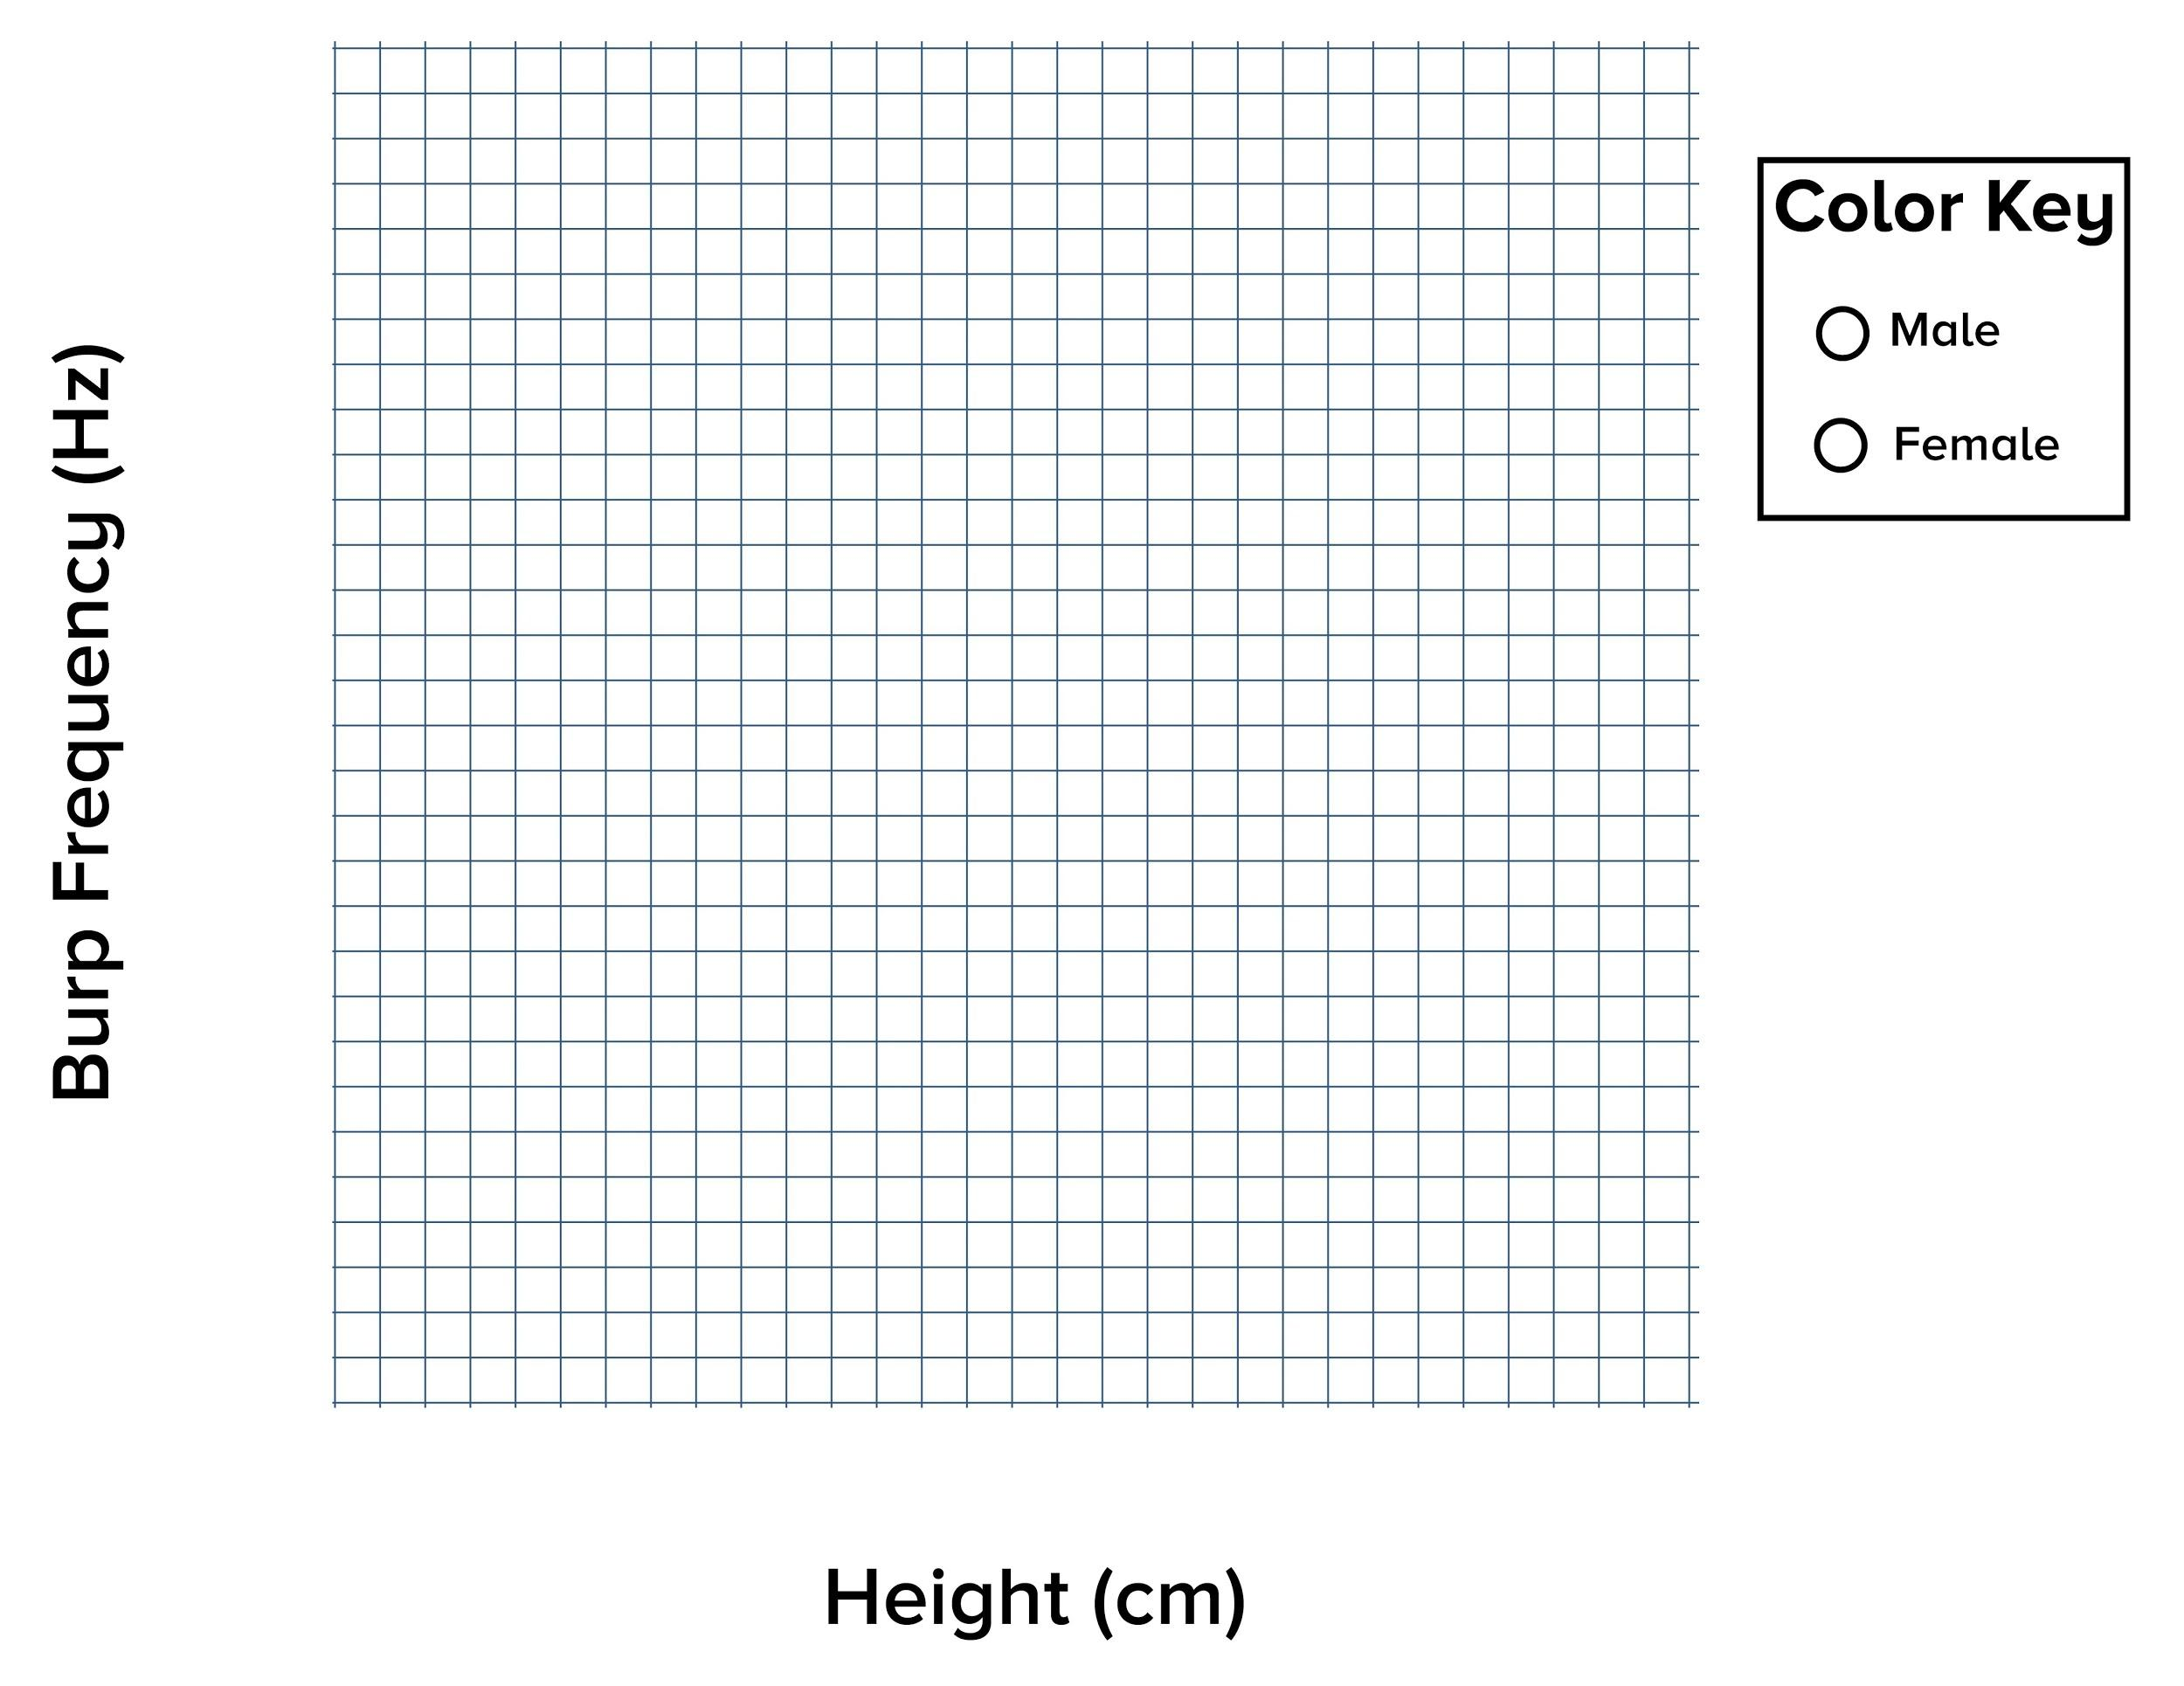 Burp Frequency (Hz)
Color Key
Male
Female
Height (cm)